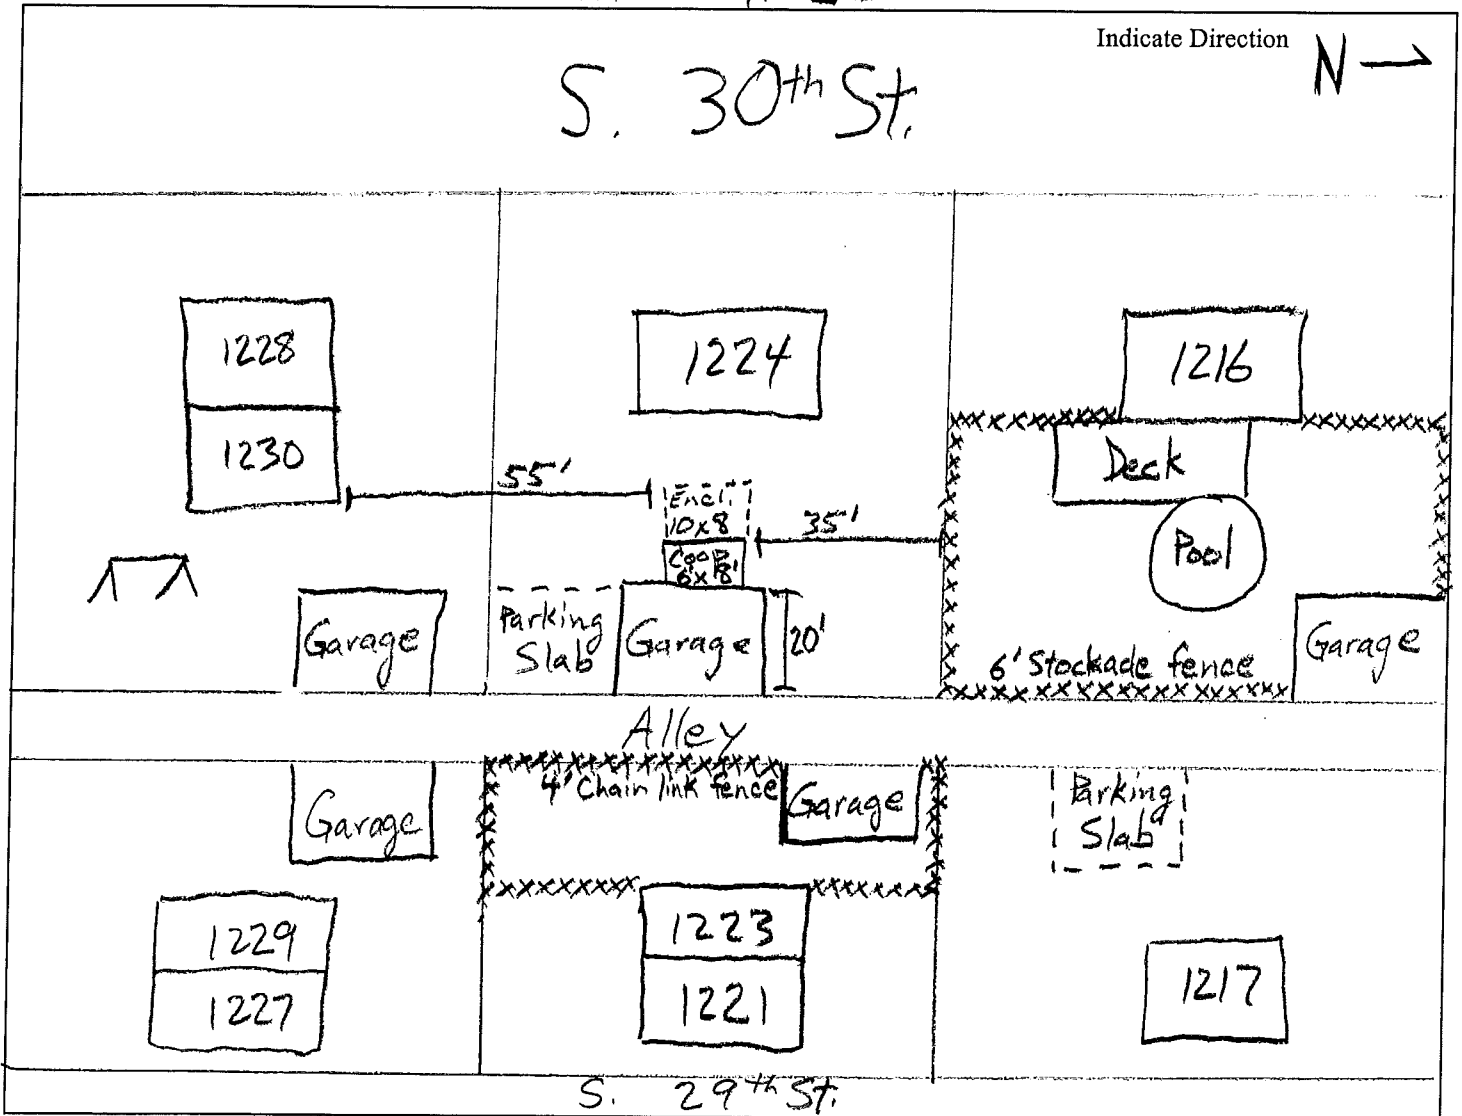 Indicate Direction
N
S. 30th St.
1228
1230
1224
1216
55'
Encl.
10x8
Coop
6'x8'
35'
Deck
Pool
Garage
Parking
Slab
Garage
20'
6' Stockade fence
Garage
Alley
Garage
4' Chain link fence
Garage
Parking
Slab
1229
1227
1223
1221
1217
S. 29th St.